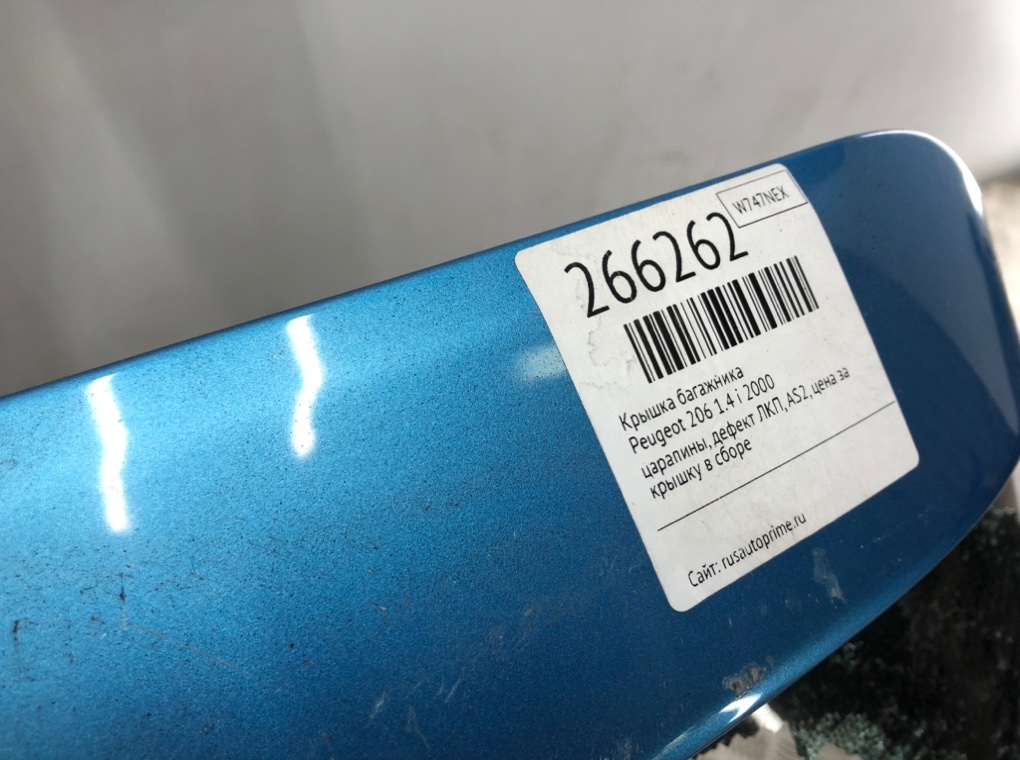 W747NEX
266262
Крышка багажника
Peugeot 206 1.4 i 2000
царапины, дефект ЛКП, AS2, цена за
крышку в сборе
Сайт: rusautoprime.ru